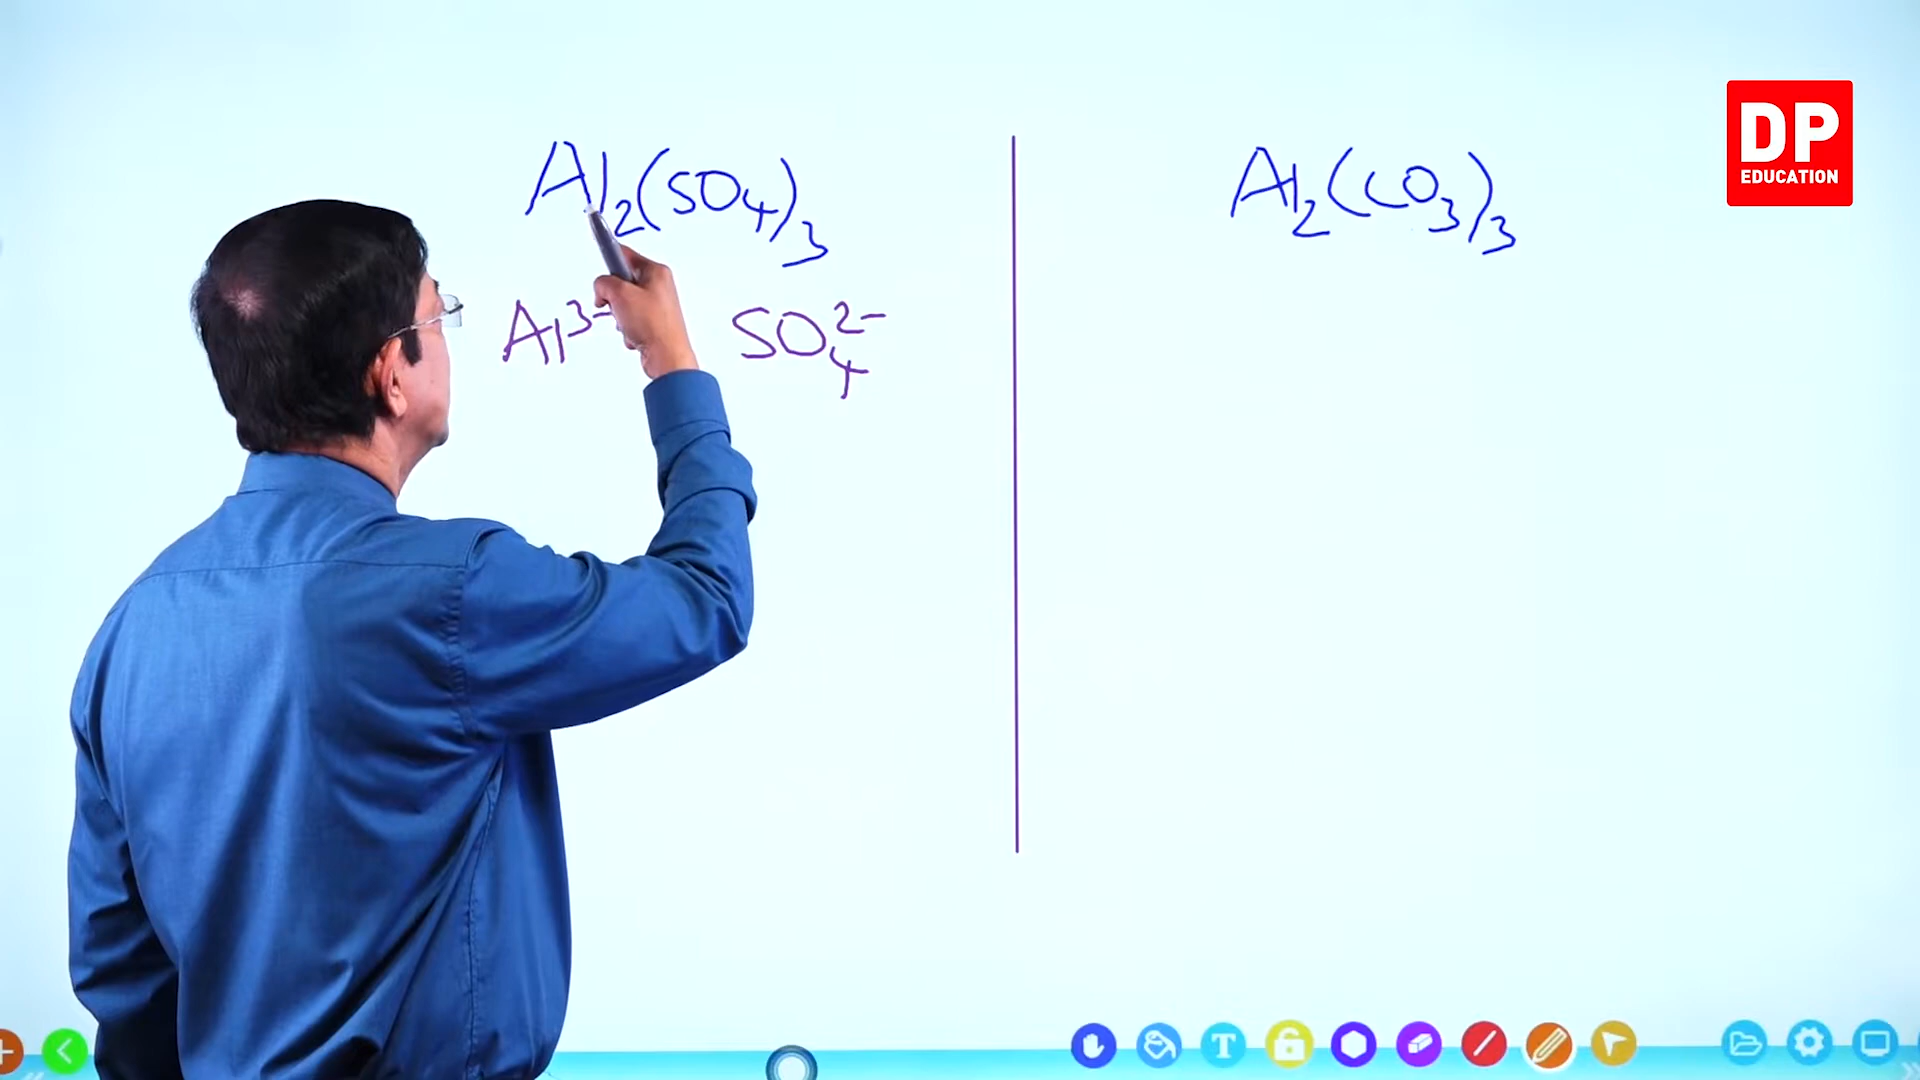 Al₂(SO₄)₃
Al³⁻ SO₄²⁻
Al₂(CO₃)₃
DP
EDUCATION
T